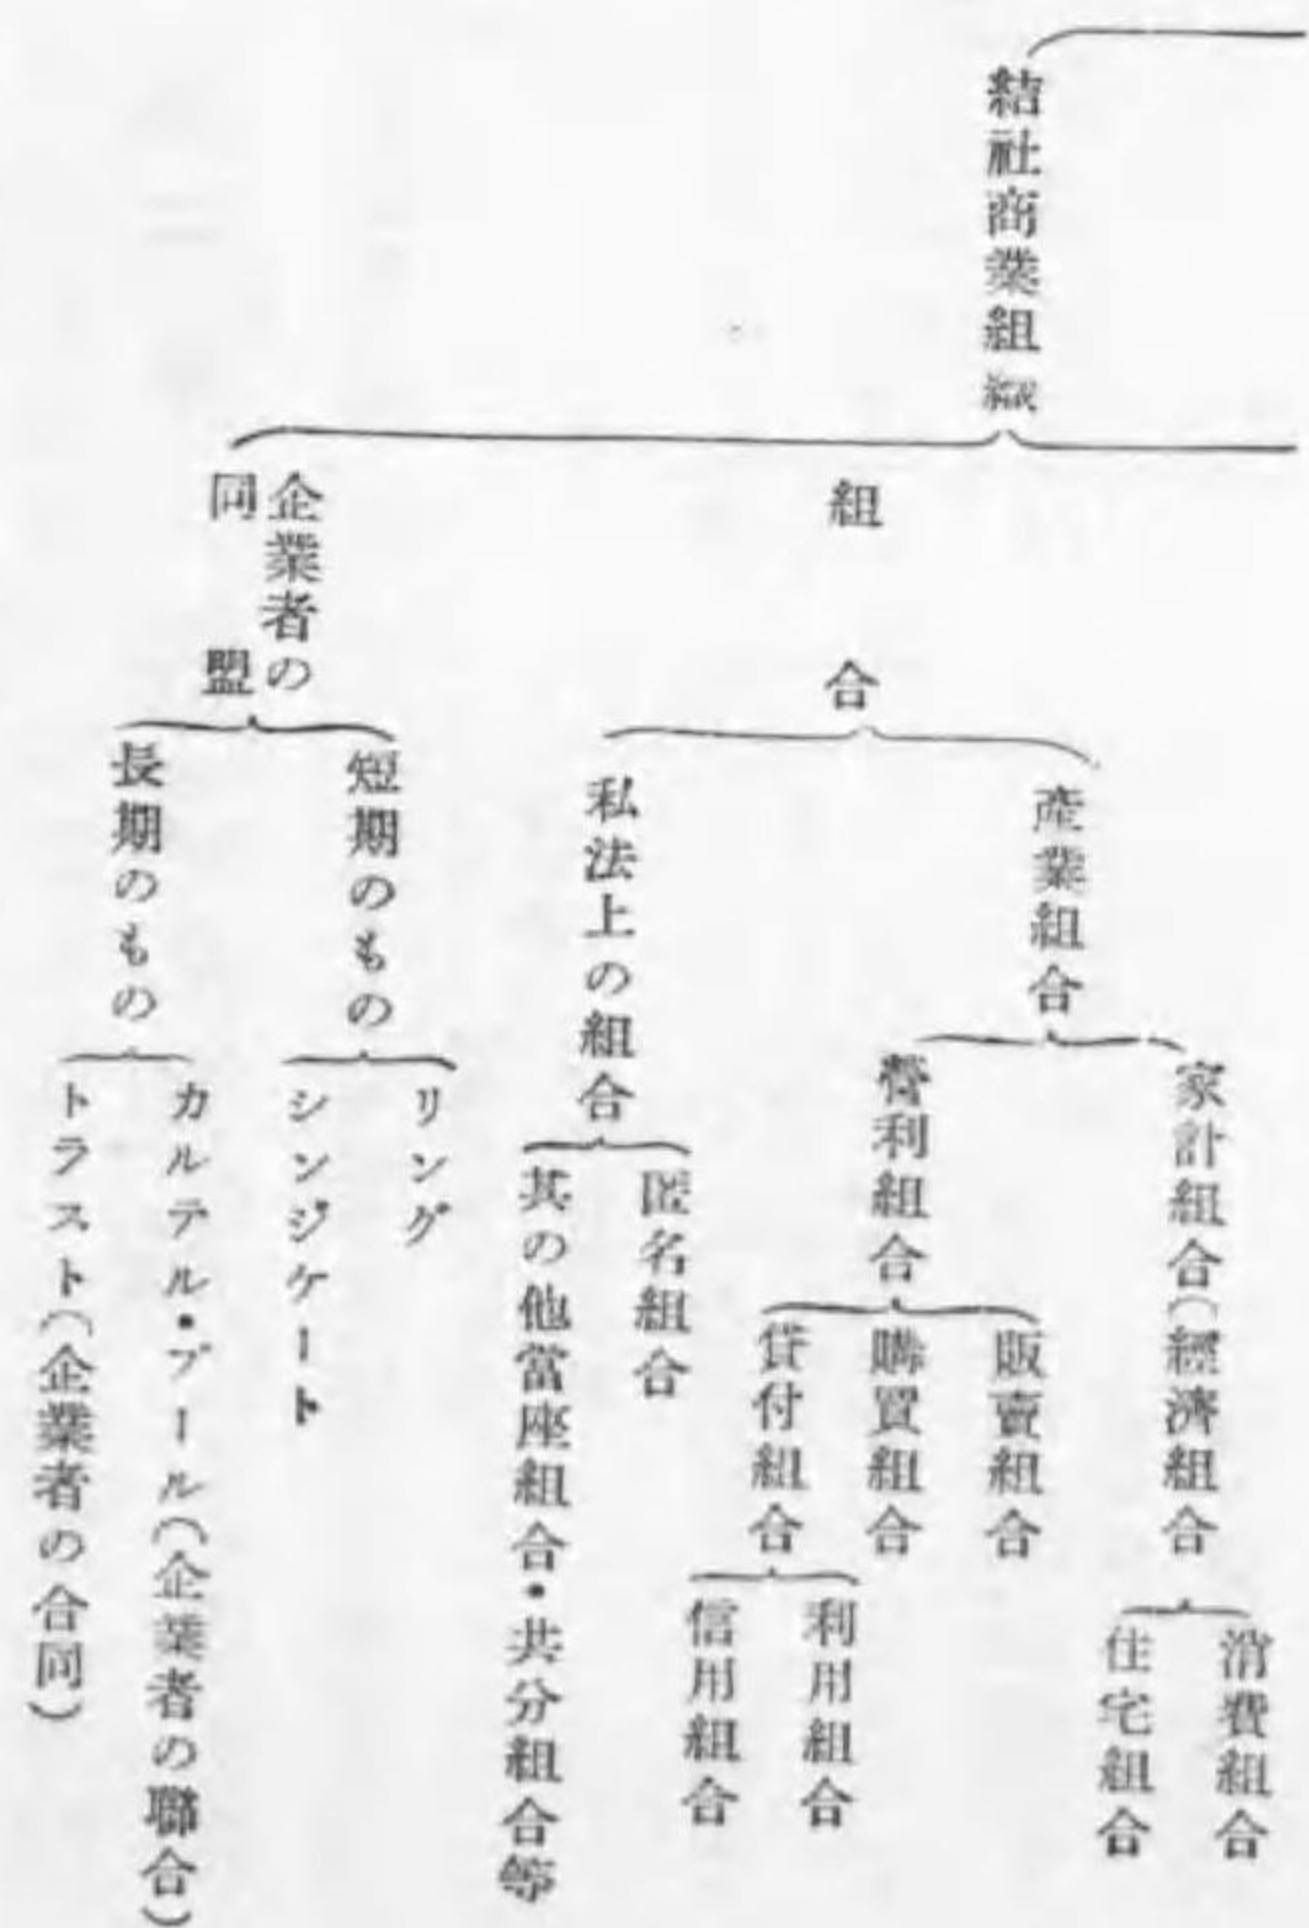 結社商業組織
組合
産業組合
家計組合(經濟組合
消費組合
住宅組合
營利組合
販賣組合
購買組合
貸付組合
利用組合
信用組合
私法上の組合
匿名組合
其の他當座組合・共分組合等
企業者の
同盟
短期のもの
リング
シンジケート
長期のもの
カルテル・プール(企業者の聯合)
トラスト(企業者の合同)